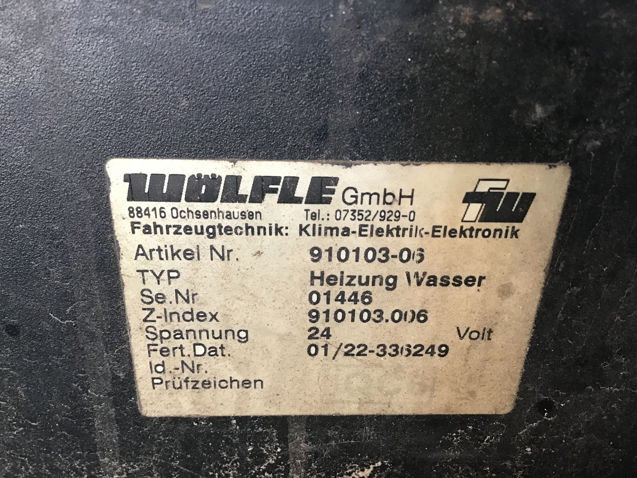 WÖLFLE GmbH
FW
88416 Ochsenhausen Tel.: 07352/929-0
Fahrzeugtechnik: Klima-Elektrik-Elektronik
Artikel Nr. 910103-06
TYP Heizung Wasser
Se.Nr 01446
Z-Index 910103.006
Spannung 24 Volt
Fert.Dat. 01/22-336249
Id.-Nr.
Prüfzeichen